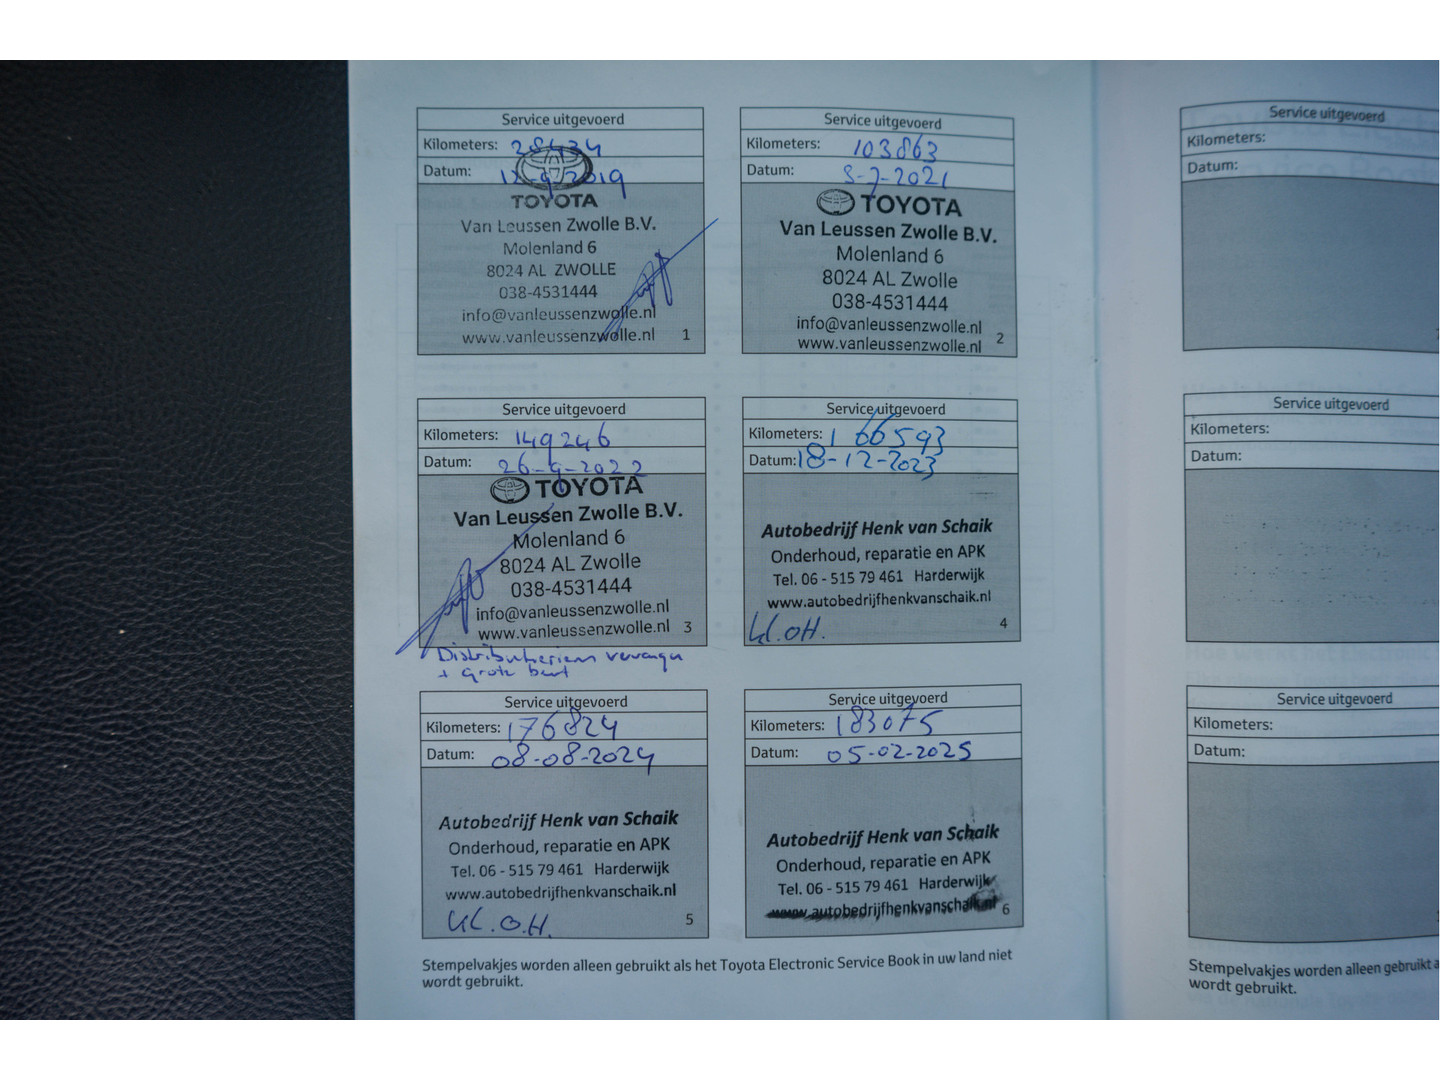 Service uitgevoerd
Kilometers: 28434
Datum: 12-9-2019
TOYOTA
Van Leussen Zwolle B.V.
Molenland 6
8024 AL ZWOLLE
038-4531444
info@vanleussenzwolle.nl
www.vanleussenzwolle.nl 1
Service uitgevoerd
Kilometers: 103863
Datum: 8-7-2021
TOYOTA
Van Leussen Zwolle B.V.
Molenland 6
8024 AL Zwolle
038-4531444
info@vanleussenzwolle.nl
www.vanleussenzwolle.nl 2
Service uitgevoerd
Kilometers: 149246
Datum: 26-9-2022
TOYOTA
Van Leussen Zwolle B.V.
Molenland 6
8024 AL Zwolle
038-4531444
info@vanleussenzwolle.nl
www.vanleussenzwolle.nl 3
Distributieriem vervangen
+ Grote beurt
Service uitgevoerd
Kilometers: 166593
Datum: 18-12-2023
Autobedrijf Henk van Schaik
Onderhoud, reparatie en APK
Tel. 06 - 515 79 461 Harderwijk
www.autobedrijfhenkvanschaik.nl
kl.OH. 4
Service uitgevoerd
Kilometers: 176824
Datum: 08-08-2024
Autobedrijf Henk van Schaik
Onderhoud, reparatie en APK
Tel. 06 - 515 79 461 Harderwijk
www.autobedrijfhenkvanschaik.nl
kl.O.H. 5
Service uitgevoerd
Kilometers: 183075
Datum: 05-02-2025
Autobedrijf Henk van Schaik
Onderhoud, reparatie en APK
Tel. 06 - 515 79 461 Harderwijk
www.autobedrijfhenkvanschaik.nl 6
Stempelvakjes worden alleen gebruikt als het Toyota Electronic Service Book in uw land niet
wordt gebruikt.
Service uitgevoerd
Kilometers:
Datum:
Service uitgevoerd
Kilometers:
Datum:
Service uitgevoerd
Kilometers:
Datum:
Stempelvakjes worden alleen gebruikt a
wordt gebruikt.